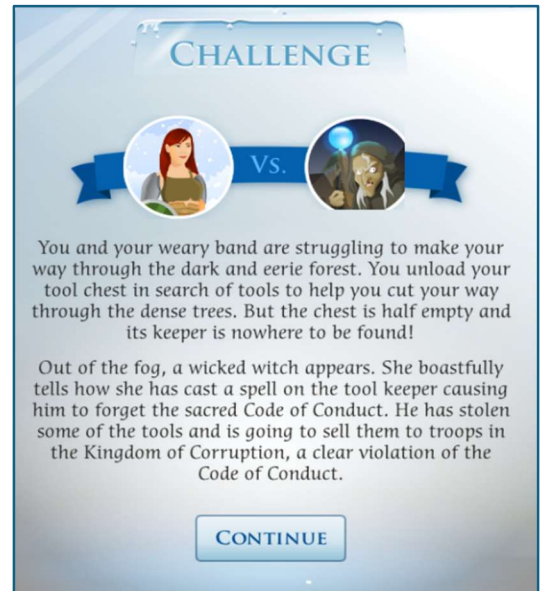 CHALLENGE
VS.
You and your weary band are struggling to make your
way through the dark and eerie forest. You unload your
tool chest in search of tools to help you cut your way
through the dense trees. But the chest is half empty and
its keeper is nowhere to be found!
Out of the fog, a wicked witch appears. She boastfully
tells how she has cast a spell on the tool keeper causing
him to forget the sacred Code of Conduct. He has stolen
some of the tools and is going to sell them to troops in
the Kingdom of Corruption, a clear violation of the
Code of Conduct.
CONTINUE